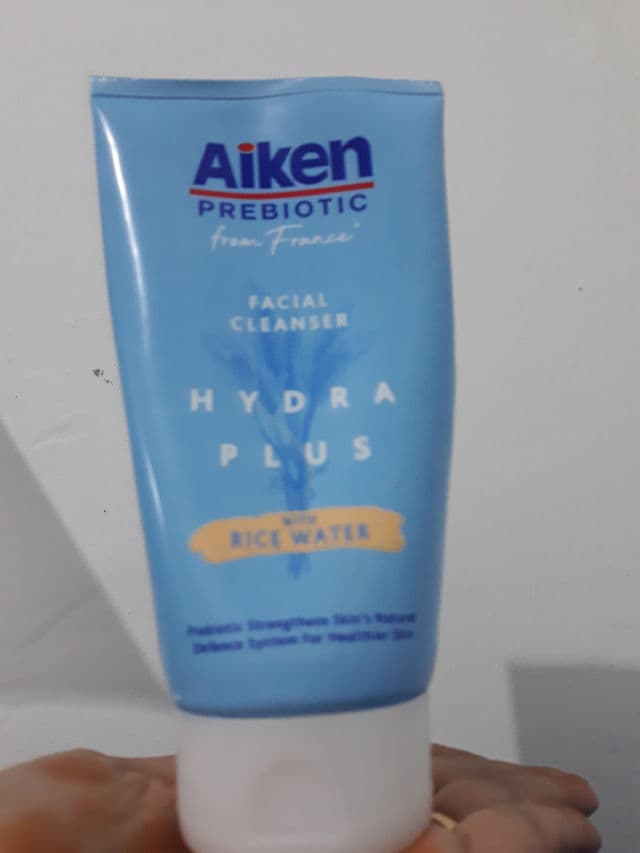 Aiken
PREBIOTIC
from France*
FACIAL
CLEANSER
HYDRA
PLUS
WITH
RICE WATER
Prebiotic Strengthens Skin's Natural
Defence System For Healthier Skin